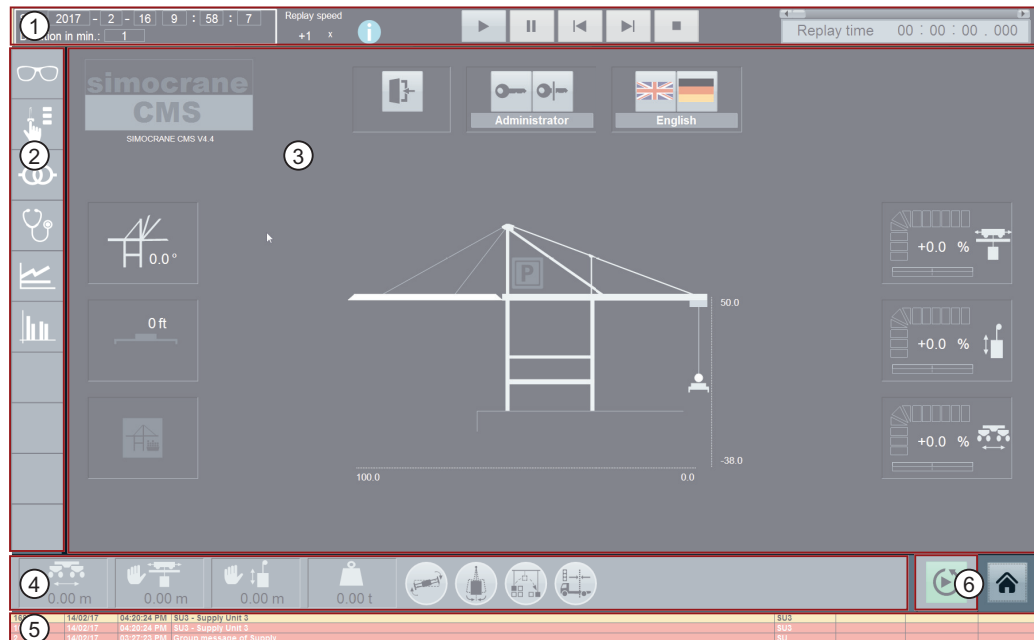 2017 - 2 - 16 9 : 58 : 7
Replay speed
in min.: 1
+1 x
Replay time 00 : 00 : 00 . 000
1
2
3
simocrane
CMS
SIMOCRANE CMS V4.4
Administrator
English
0.0 °
P
+0.0 %
50.0
0 ft
+0.0 %
+0.0 %
-38.0
100.0
0.0
4
0.00 m
0.00 m
0.00 m
0.00 t
6
5
14/02/17 04:20:24 PM SU3 - Supply Unit 3 SU3
14/02/17 04:20:24 PM SU3 - Supply Unit 3 SU3
14/02/17 03:27:23 PM Group message of Supply SU